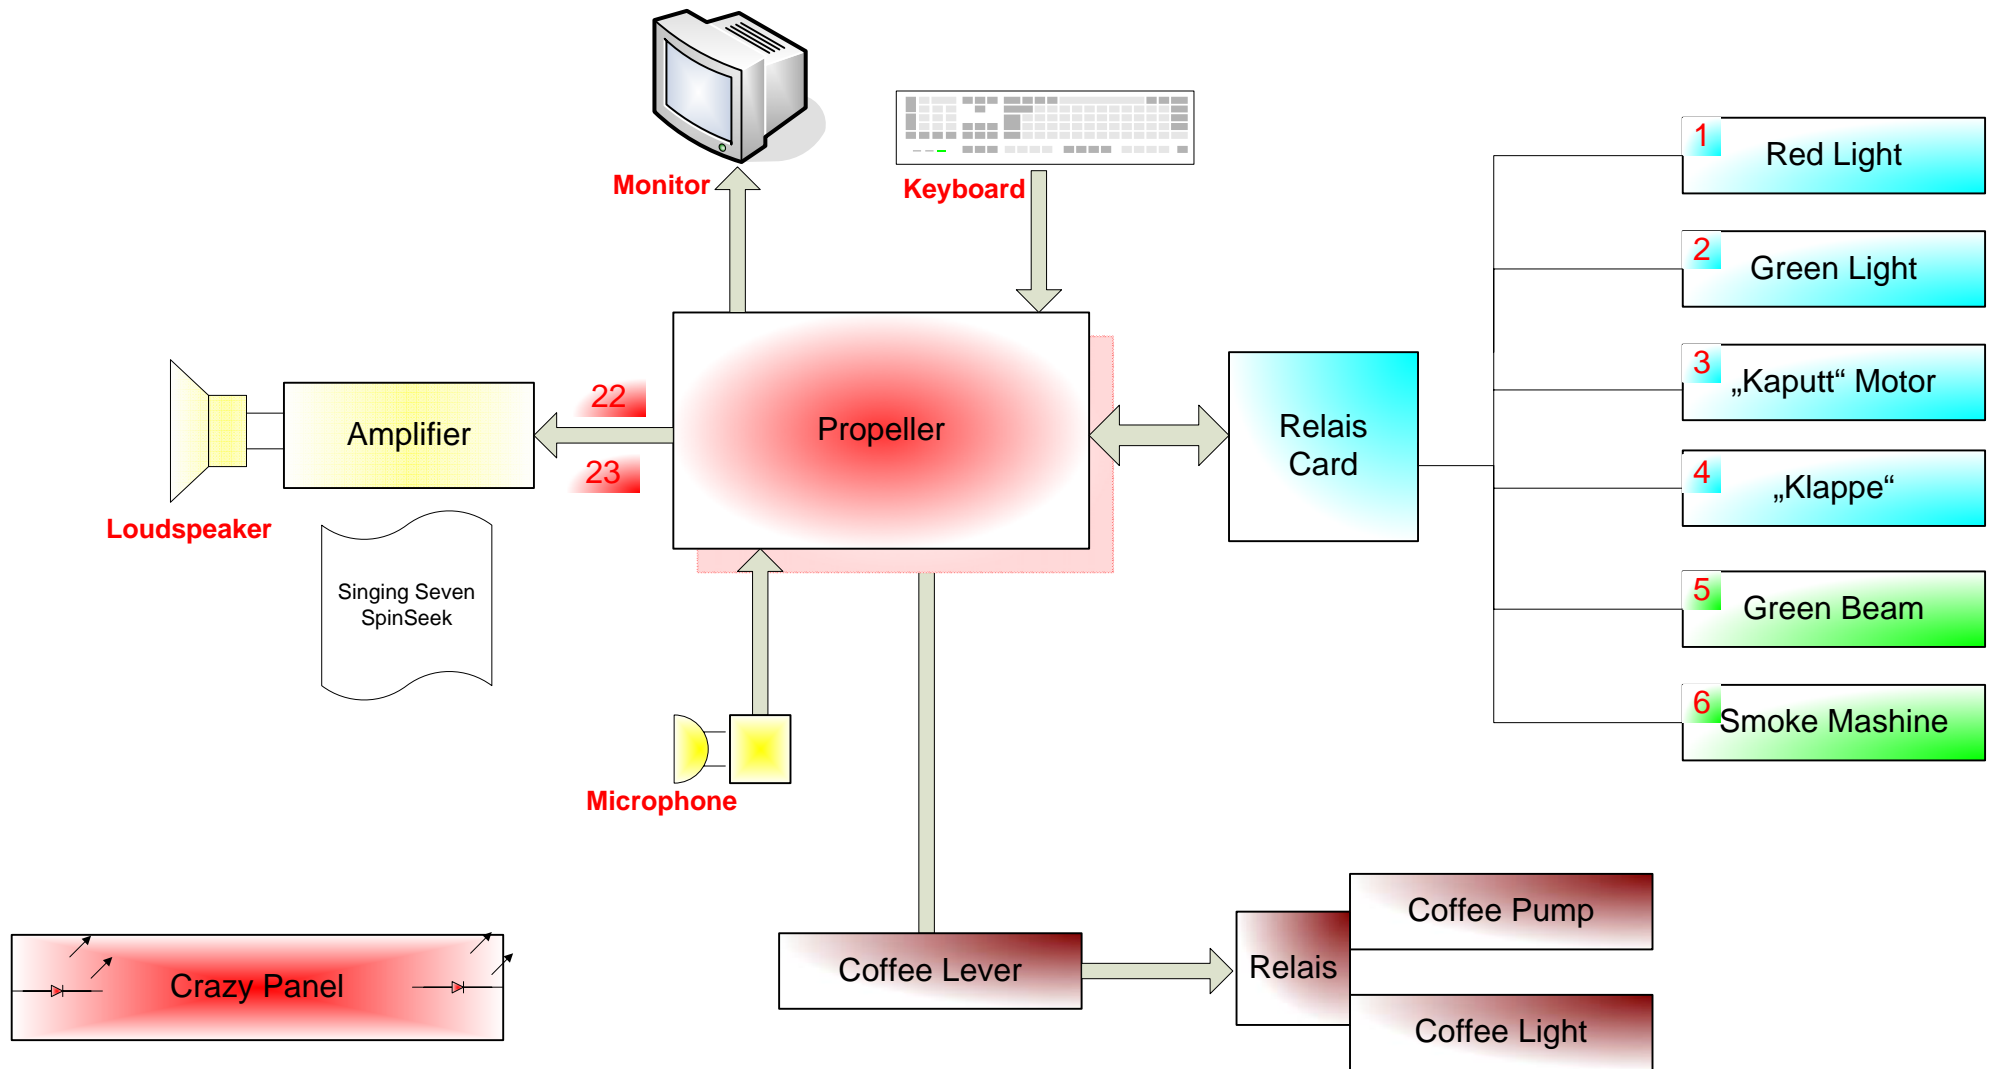 Monitor
Keyboard
1
Red Light
2
Green Light
3
„Kaputt“ Motor
4
„Klappe“
5
Green Beam
6
Smoke Mashine
22
23
Amplifier
Propeller
Relais
Card
Loudspeaker
Singing Seven
SpinSeek
Microphone
Crazy Panel
Coffee Lever
Relais
Coffee Pump
Coffee Light